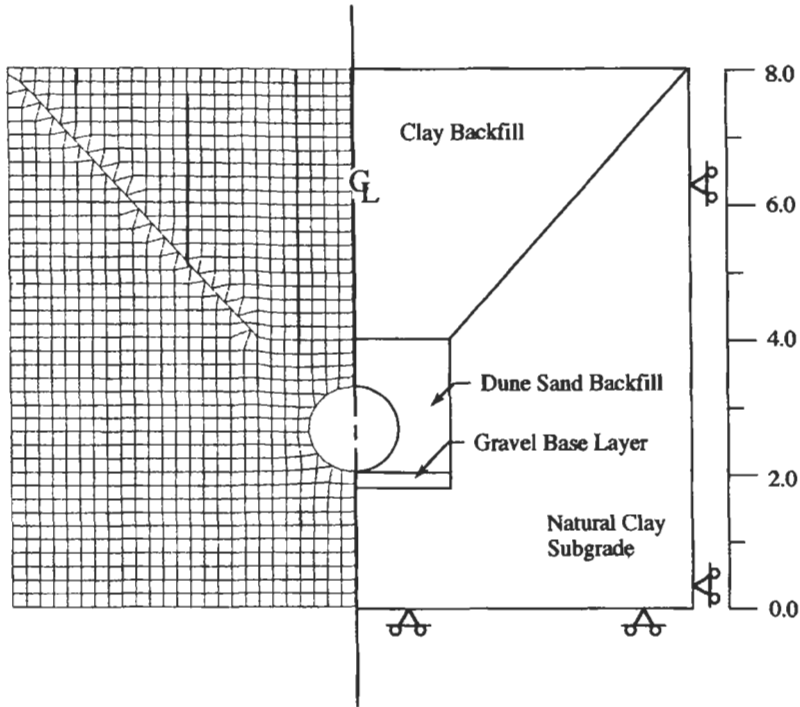 8.0
Clay Backfill
CL
6.0
4.0
Dune Sand Backfill
Gravel Base Layer
2.0
Natural Clay
Subgrade
0.0